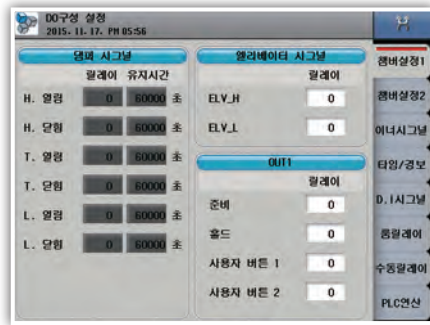 DO구성 설정
2015. 11. 17. PM 05:56
댐퍼 시그널
릴레이 유지시간
H. 열림 0 60000 초
H. 닫힘 0 60000 초
T. 열림 0 60000 초
T. 닫힘 0 60000 초
L. 열림 0 60000 초
L. 닫힘 0 60000 초
엘리베이터 시그널
릴레이
ELV_H 0
ELV_L 0
OUT1
릴레이
준비 0
홀드 0
사용자 버튼 1 0
사용자 버튼 2 0
챔버설정1
챔버설정2
이너시그널
타임/경보
D.I시그널
룸릴레이
수동릴레이
PLC연산